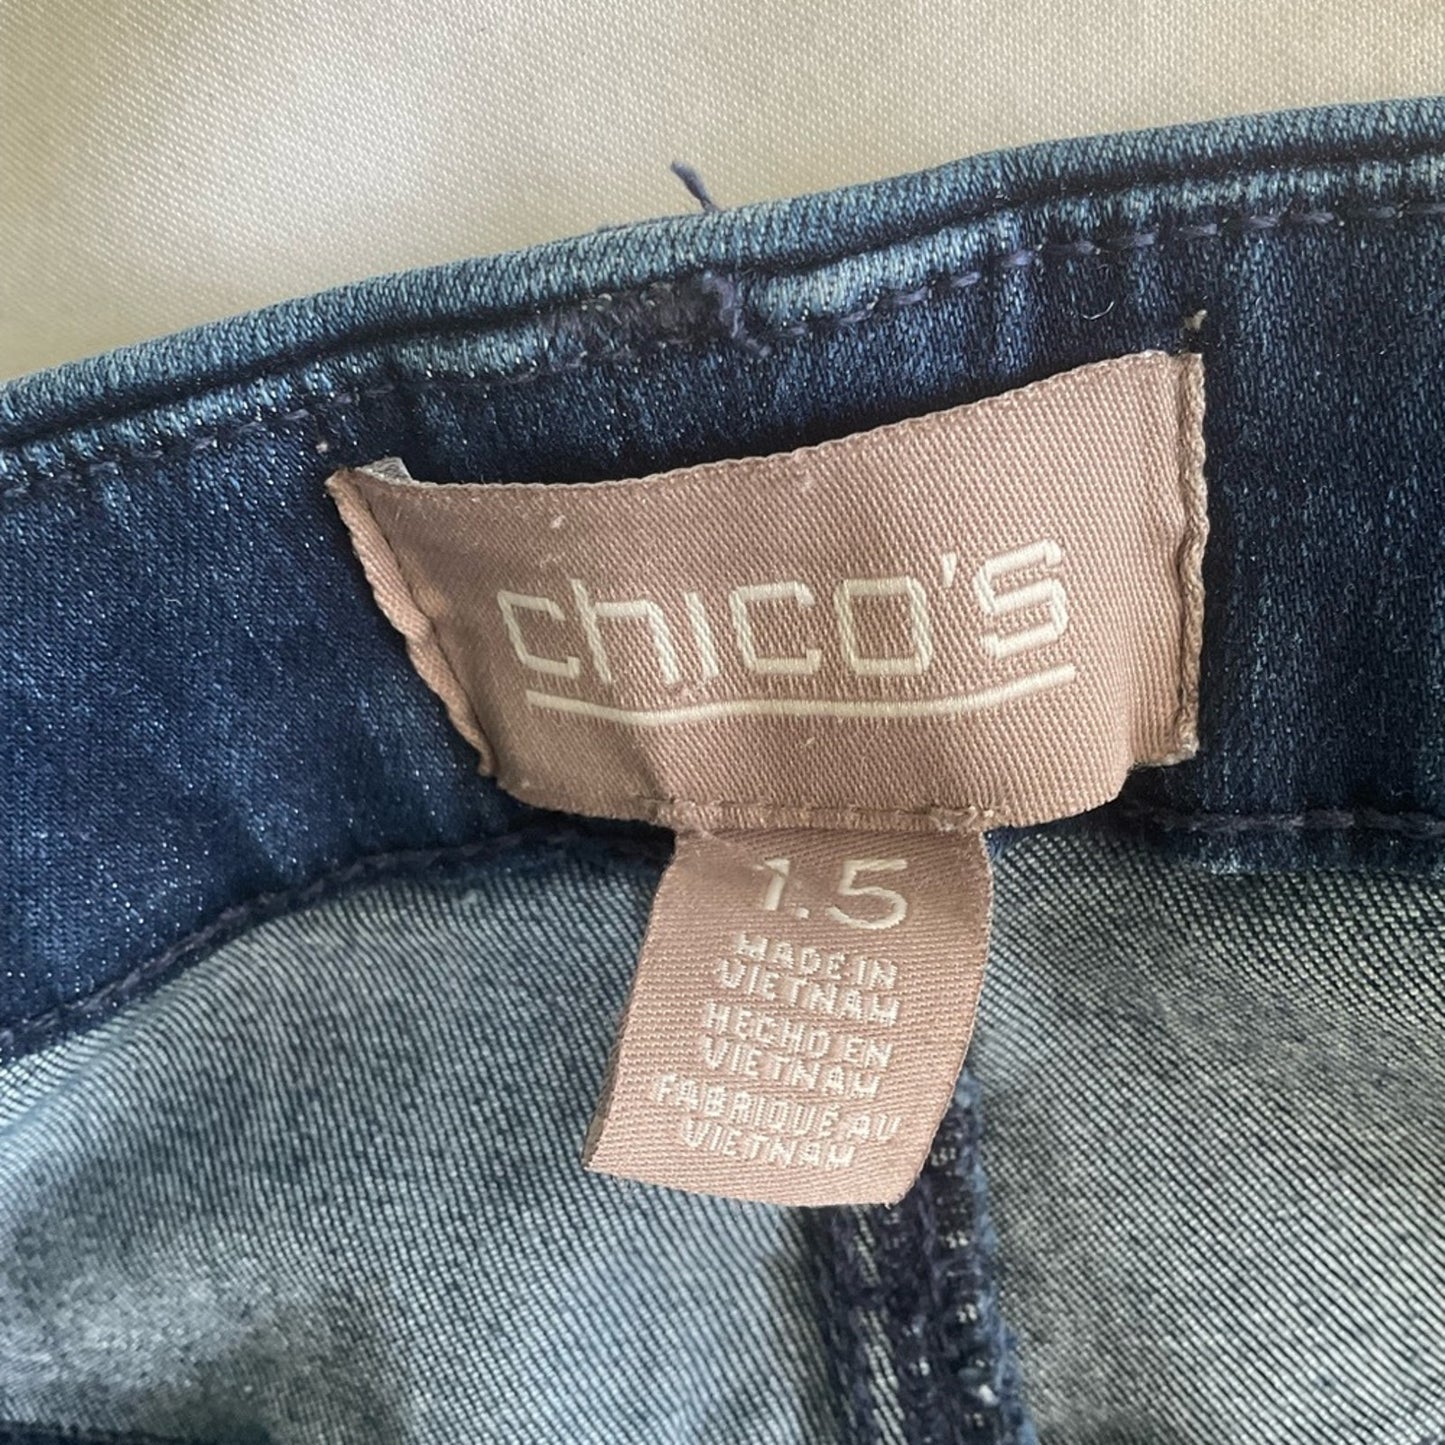 chico's
1.5
MADE IN
VIETNAM
HECHO EN
VIETNAM
FABRIQUE AU
VIETNAM